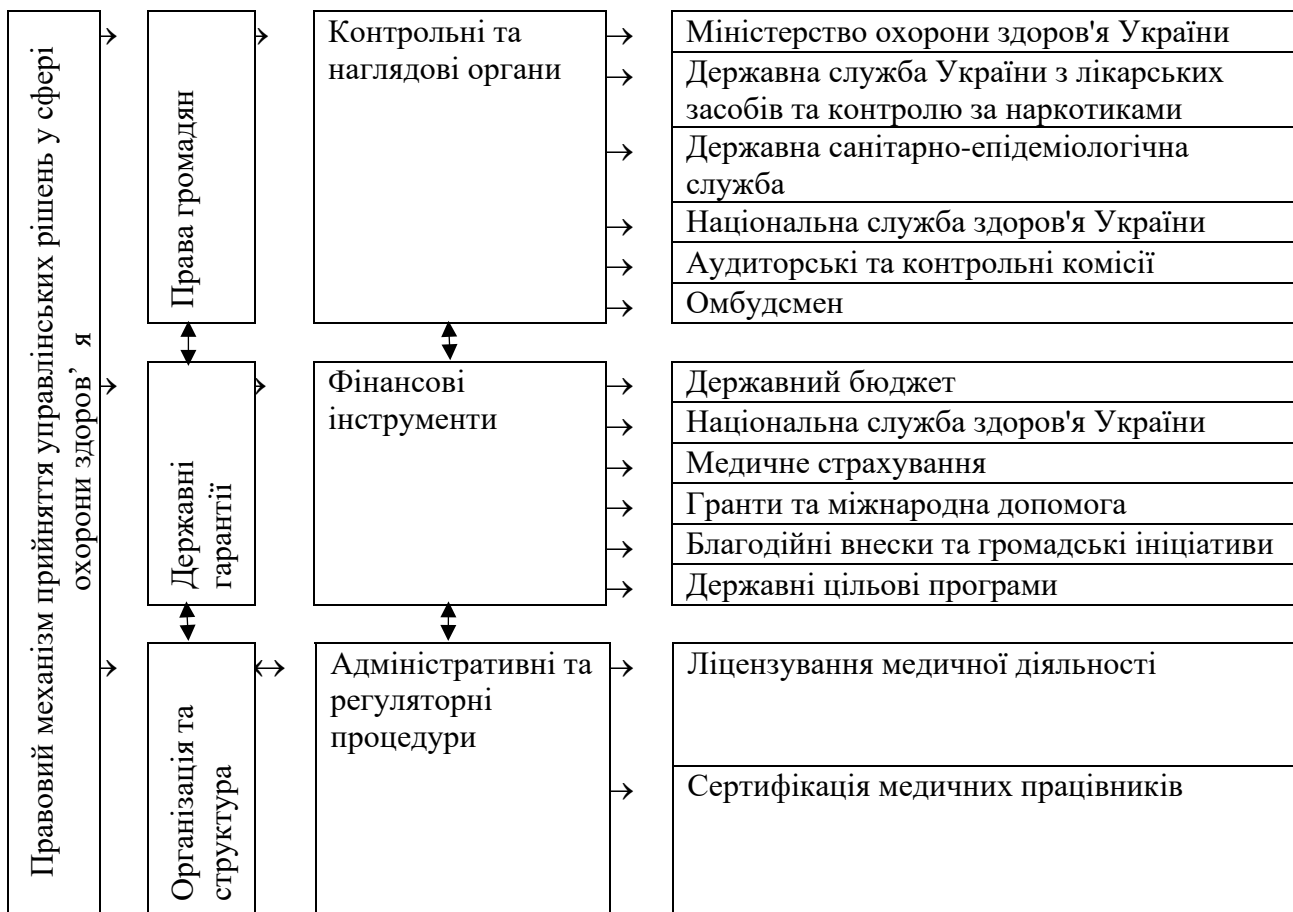 Правовий механізм прийняття управлінських рішень у сфері
охорони здоров’ я
Права громадян
Контрольні та
наглядові органи
Міністерство охорони здоров'я України
Державна служба України з лікарських
засобів та контролю за наркотиками
Державна санітарно-епідеміологічна
служба
Національна служба здоров'я України
Аудиторські та контрольні комісії
Омбудсмен
Державні
гарантії
Фінансові
інструменти
Державний бюджет
Національна служба здоров'я України
Медичне страхування
Гранти та міжнародна допомога
Благодійні внески та громадські ініціативи
Державні цільові програми
Організація та
структура
Адміністративні та
регуляторні
процедури
Ліцензування медичної діяльності
Сертифікація медичних працівників